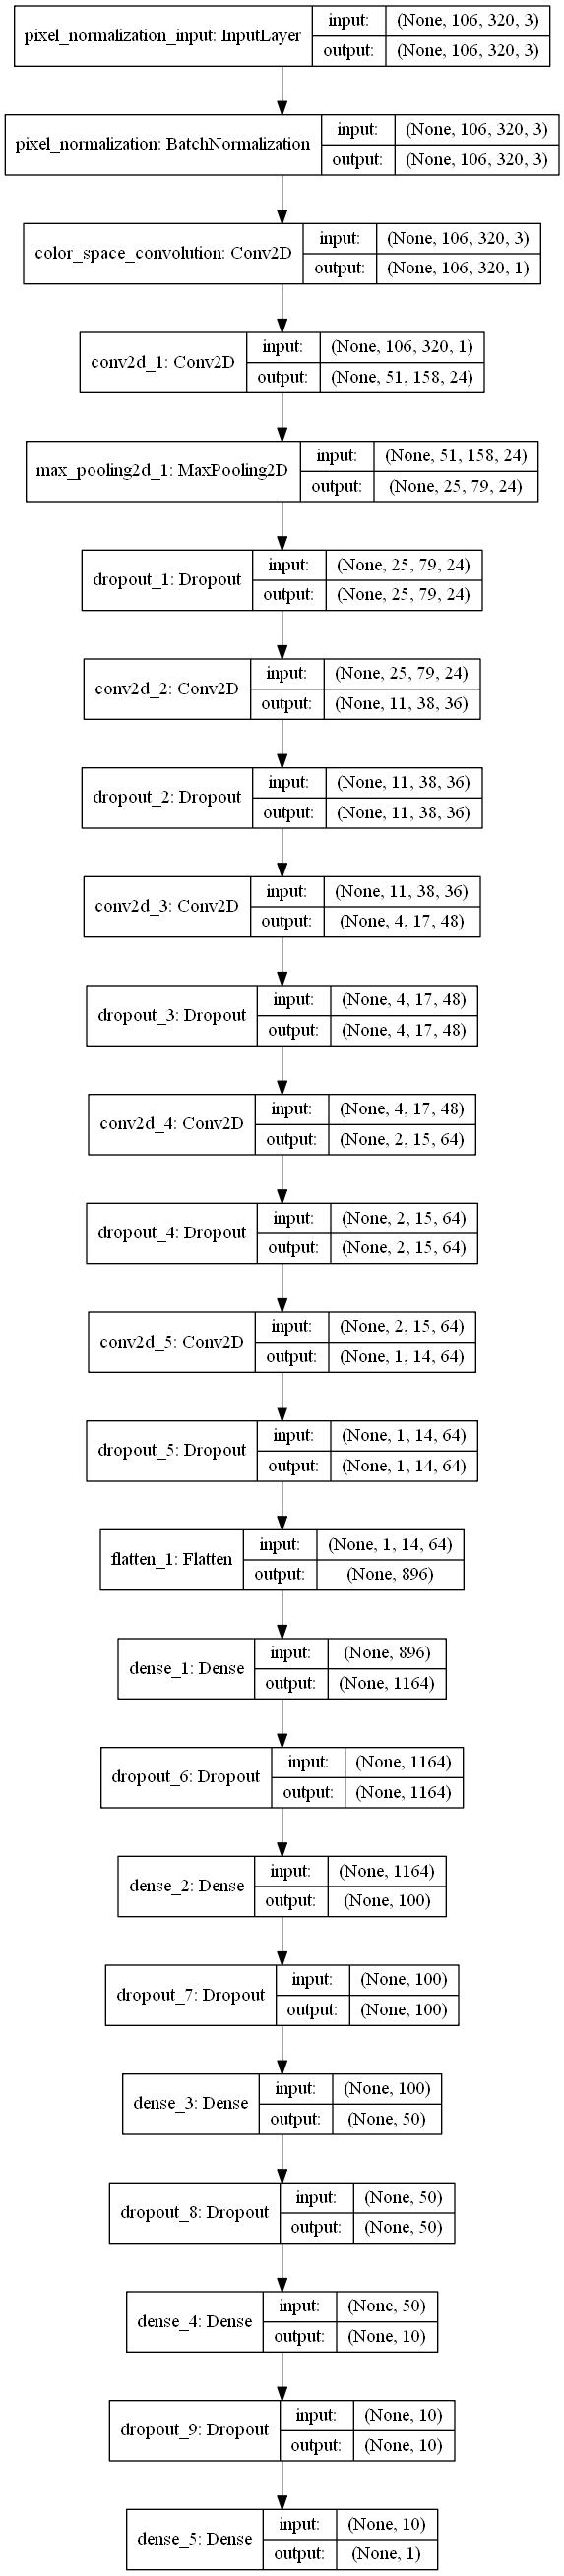 pixel_normalization_input: InputLayer
input: (None, 106, 320, 3)
output: (None, 106, 320, 3)
pixel_normalization: BatchNormalization
input: (None, 106, 320, 3)
output: (None, 106, 320, 3)
color_space_convolution: Conv2D
input: (None, 106, 320, 3)
output: (None, 106, 320, 1)
conv2d_1: Conv2D
input: (None, 106, 320, 1)
output: (None, 51, 158, 24)
max_pooling2d_1: MaxPooling2D
input: (None, 51, 158, 24)
output: (None, 25, 79, 24)
dropout_1: Dropout
input: (None, 25, 79, 24)
output: (None, 25, 79, 24)
conv2d_2: Conv2D
input: (None, 25, 79, 24)
output: (None, 11, 38, 36)
dropout_2: Dropout
input: (None, 11, 38, 36)
output: (None, 11, 38, 36)
conv2d_3: Conv2D
input: (None, 11, 38, 36)
output: (None, 4, 17, 48)
dropout_3: Dropout
input: (None, 4, 17, 48)
output: (None, 4, 17, 48)
conv2d_4: Conv2D
input: (None, 4, 17, 48)
output: (None, 2, 15, 64)
dropout_4: Dropout
input: (None, 2, 15, 64)
output: (None, 2, 15, 64)
conv2d_5: Conv2D
input: (None, 2, 15, 64)
output: (None, 1, 14, 64)
dropout_5: Dropout
input: (None, 1, 14, 64)
output: (None, 1, 14, 64)
flatten_1: Flatten
input: (None, 1, 14, 64)
output: (None, 896)
dense_1: Dense
input: (None, 896)
output: (None, 1164)
dropout_6: Dropout
input: (None, 1164)
output: (None, 1164)
dense_2: Dense
input: (None, 1164)
output: (None, 100)
dropout_7: Dropout
input: (None, 100)
output: (None, 100)
dense_3: Dense
input: (None, 100)
output: (None, 50)
dropout_8: Dropout
input: (None, 50)
output: (None, 50)
dense_4: Dense
input: (None, 50)
output: (None, 10)
dropout_9: Dropout
input: (None, 10)
output: (None, 10)
dense_5: Dense
input: (None, 10)
output: (None, 1)